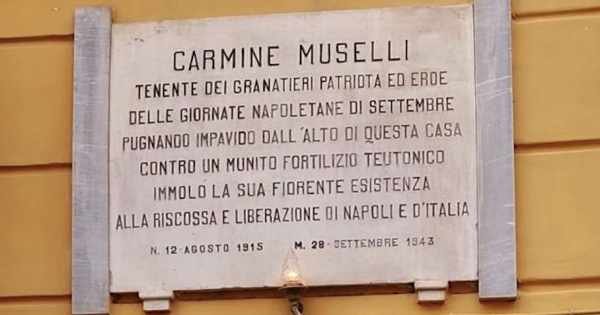 CARMINE MUSELLI
TENENTE DEI GRANATIERI PATRIOTA ED EROE
DELLE GIORNATE NAPOLETANE DI SETTEMBRE
PUGNANDO IMPAVIDO DALL'ALTO DI QUESTA CASA
CONTRO UN MUNITO FORTILIZIO TEUTONICO
IMMOLO LA SUA FIORENTE ESISTENZA
ALLA RISCOSSA E LIBERAZIONE DI NAPOLI E D'ITALIA
N. 12-AGOSTO 1915 M. 28-SETTEMBRE 1943